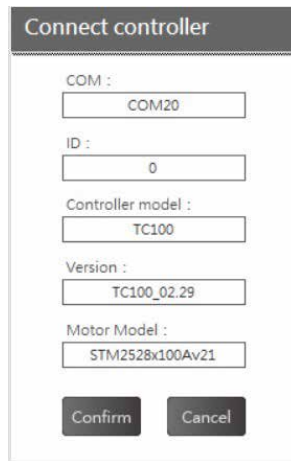 Connect controller
COM :
COM20
ID :
0
Controller model :
TC100
Version :
TC100_02.29
Motor Model :
STM2528x100Av21
Confirm Cancel